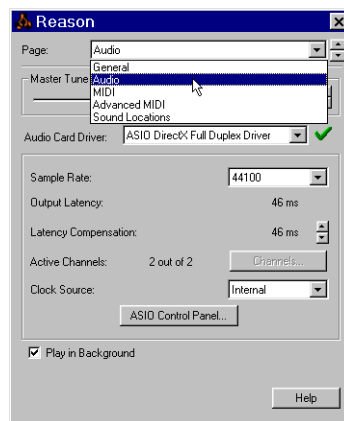 Reason
Page: Audio
General
Audio
MIDI
Advanced MIDI
Sound Locations
Master Tune
Audio Card Driver: ASIO DirectX Full Duplex Driver
Sample Rate: 44100
Output Latency: 46 ms
Latency Compensation: 46 ms
Active Channels: 2 out of 2 Channels...
Clock Source: Internal
ASIO Control Panel...
Play in Background
Help